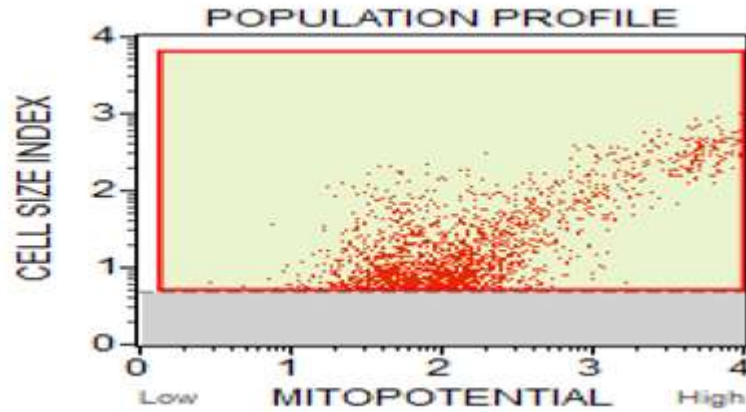 POPULATION PROFILE
4
3
2
1
0
CELL SIZE INDEX
0 1 2 3 4
Low MITOPOTENTIAL High